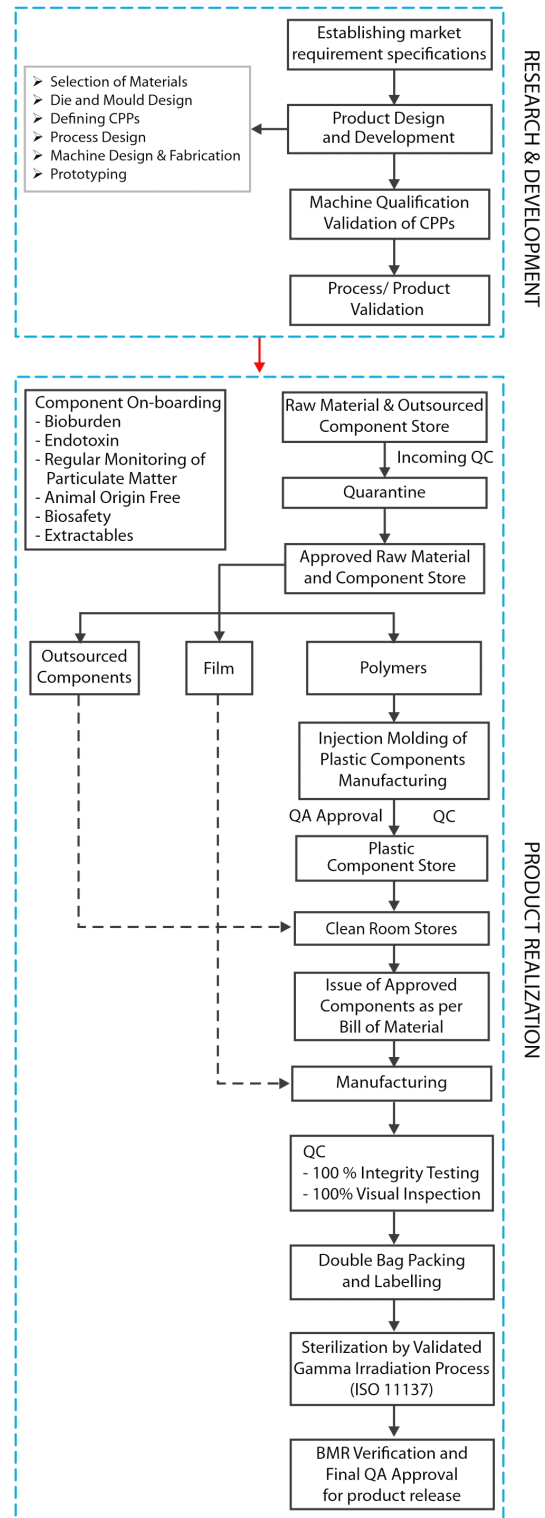 Establishing market
requirement specifications
➢ Selection of Materials
➢ Die and Mould Design
➢ Defining CPPs
➢ Process Design
➢ Machine Design & Fabrication
➢ Prototyping
Product Design
and Development
Machine Qualification
Validation of CPPs
Process/ Product
Validation
RESEARCH & DEVELOPMENT
Component On-boarding
- Bioburden
- Endotoxin
- Regular Monitoring of
Particulate Matter
- Animal Origin Free
- Biosafety
- Extractables
Raw Material & Outsourced
Component Store
Incoming QC
Quarantine
Approved Raw Material
and Component Store
Outsourced
Components
Film
Polymers
Injection Molding of
Plastic Components
Manufacturing
QA Approval
QC
Plastic
Component Store
Clean Room Stores
Issue of Approved
Components as per
Bill of Material
Manufacturing
QC
- 100 % Integrity Testing
- 100% Visual Inspection
Double Bag Packing
and Labelling
Sterilization by Validated
Gamma Irradiation Process
(ISO 11137)
BMR Verification and
Final QA Approval
for product release
PRODUCT REALIZATION